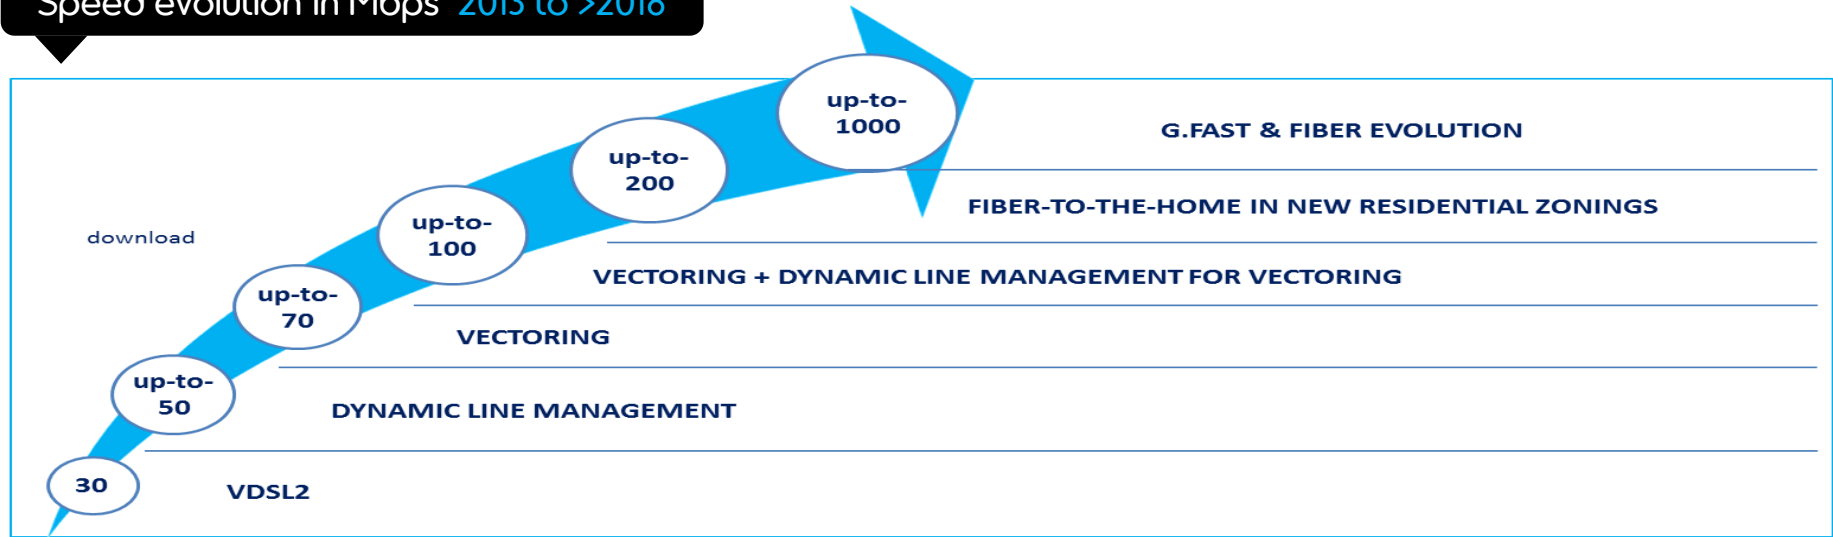 Speed evolution in Mbps 2013 to >2016
up-to-
1000
G.FAST & FIBER EVOLUTION
up-to-
200
FIBER-TO-THE-HOME IN NEW RESIDENTIAL ZONINGS
up-to-
100
VECTORING + DYNAMIC LINE MANAGEMENT FOR VECTORING
download
up-to-
70
VECTORING
up-to-
50
DYNAMIC LINE MANAGEMENT
30
VDSL2